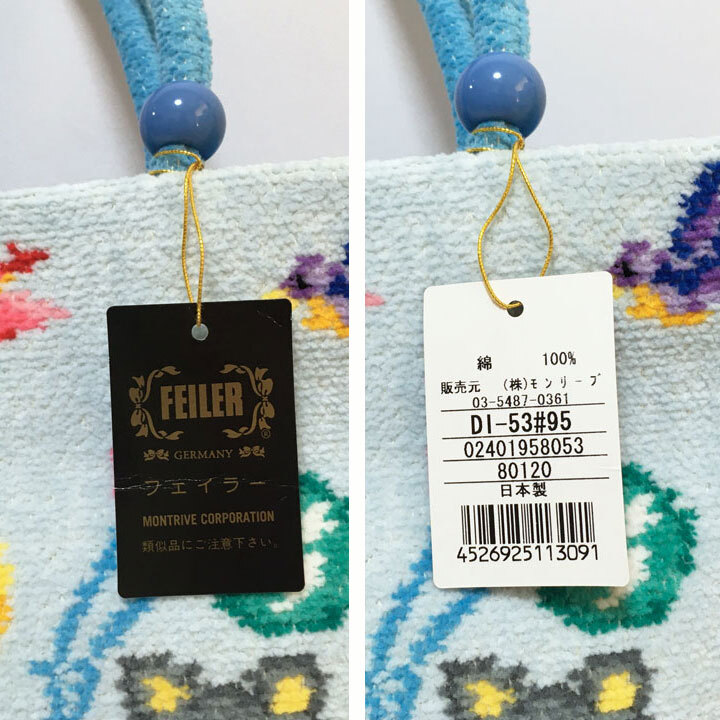 FEILER
®
GERMANY
フェイラー
MONTRIVE CORPORATION
類似品にご注意下さい。
綿 100%
販売元 (株)モンリーブ
03-5487-0361
DI-53#95
02401958053
80120
日本製
4526925113091